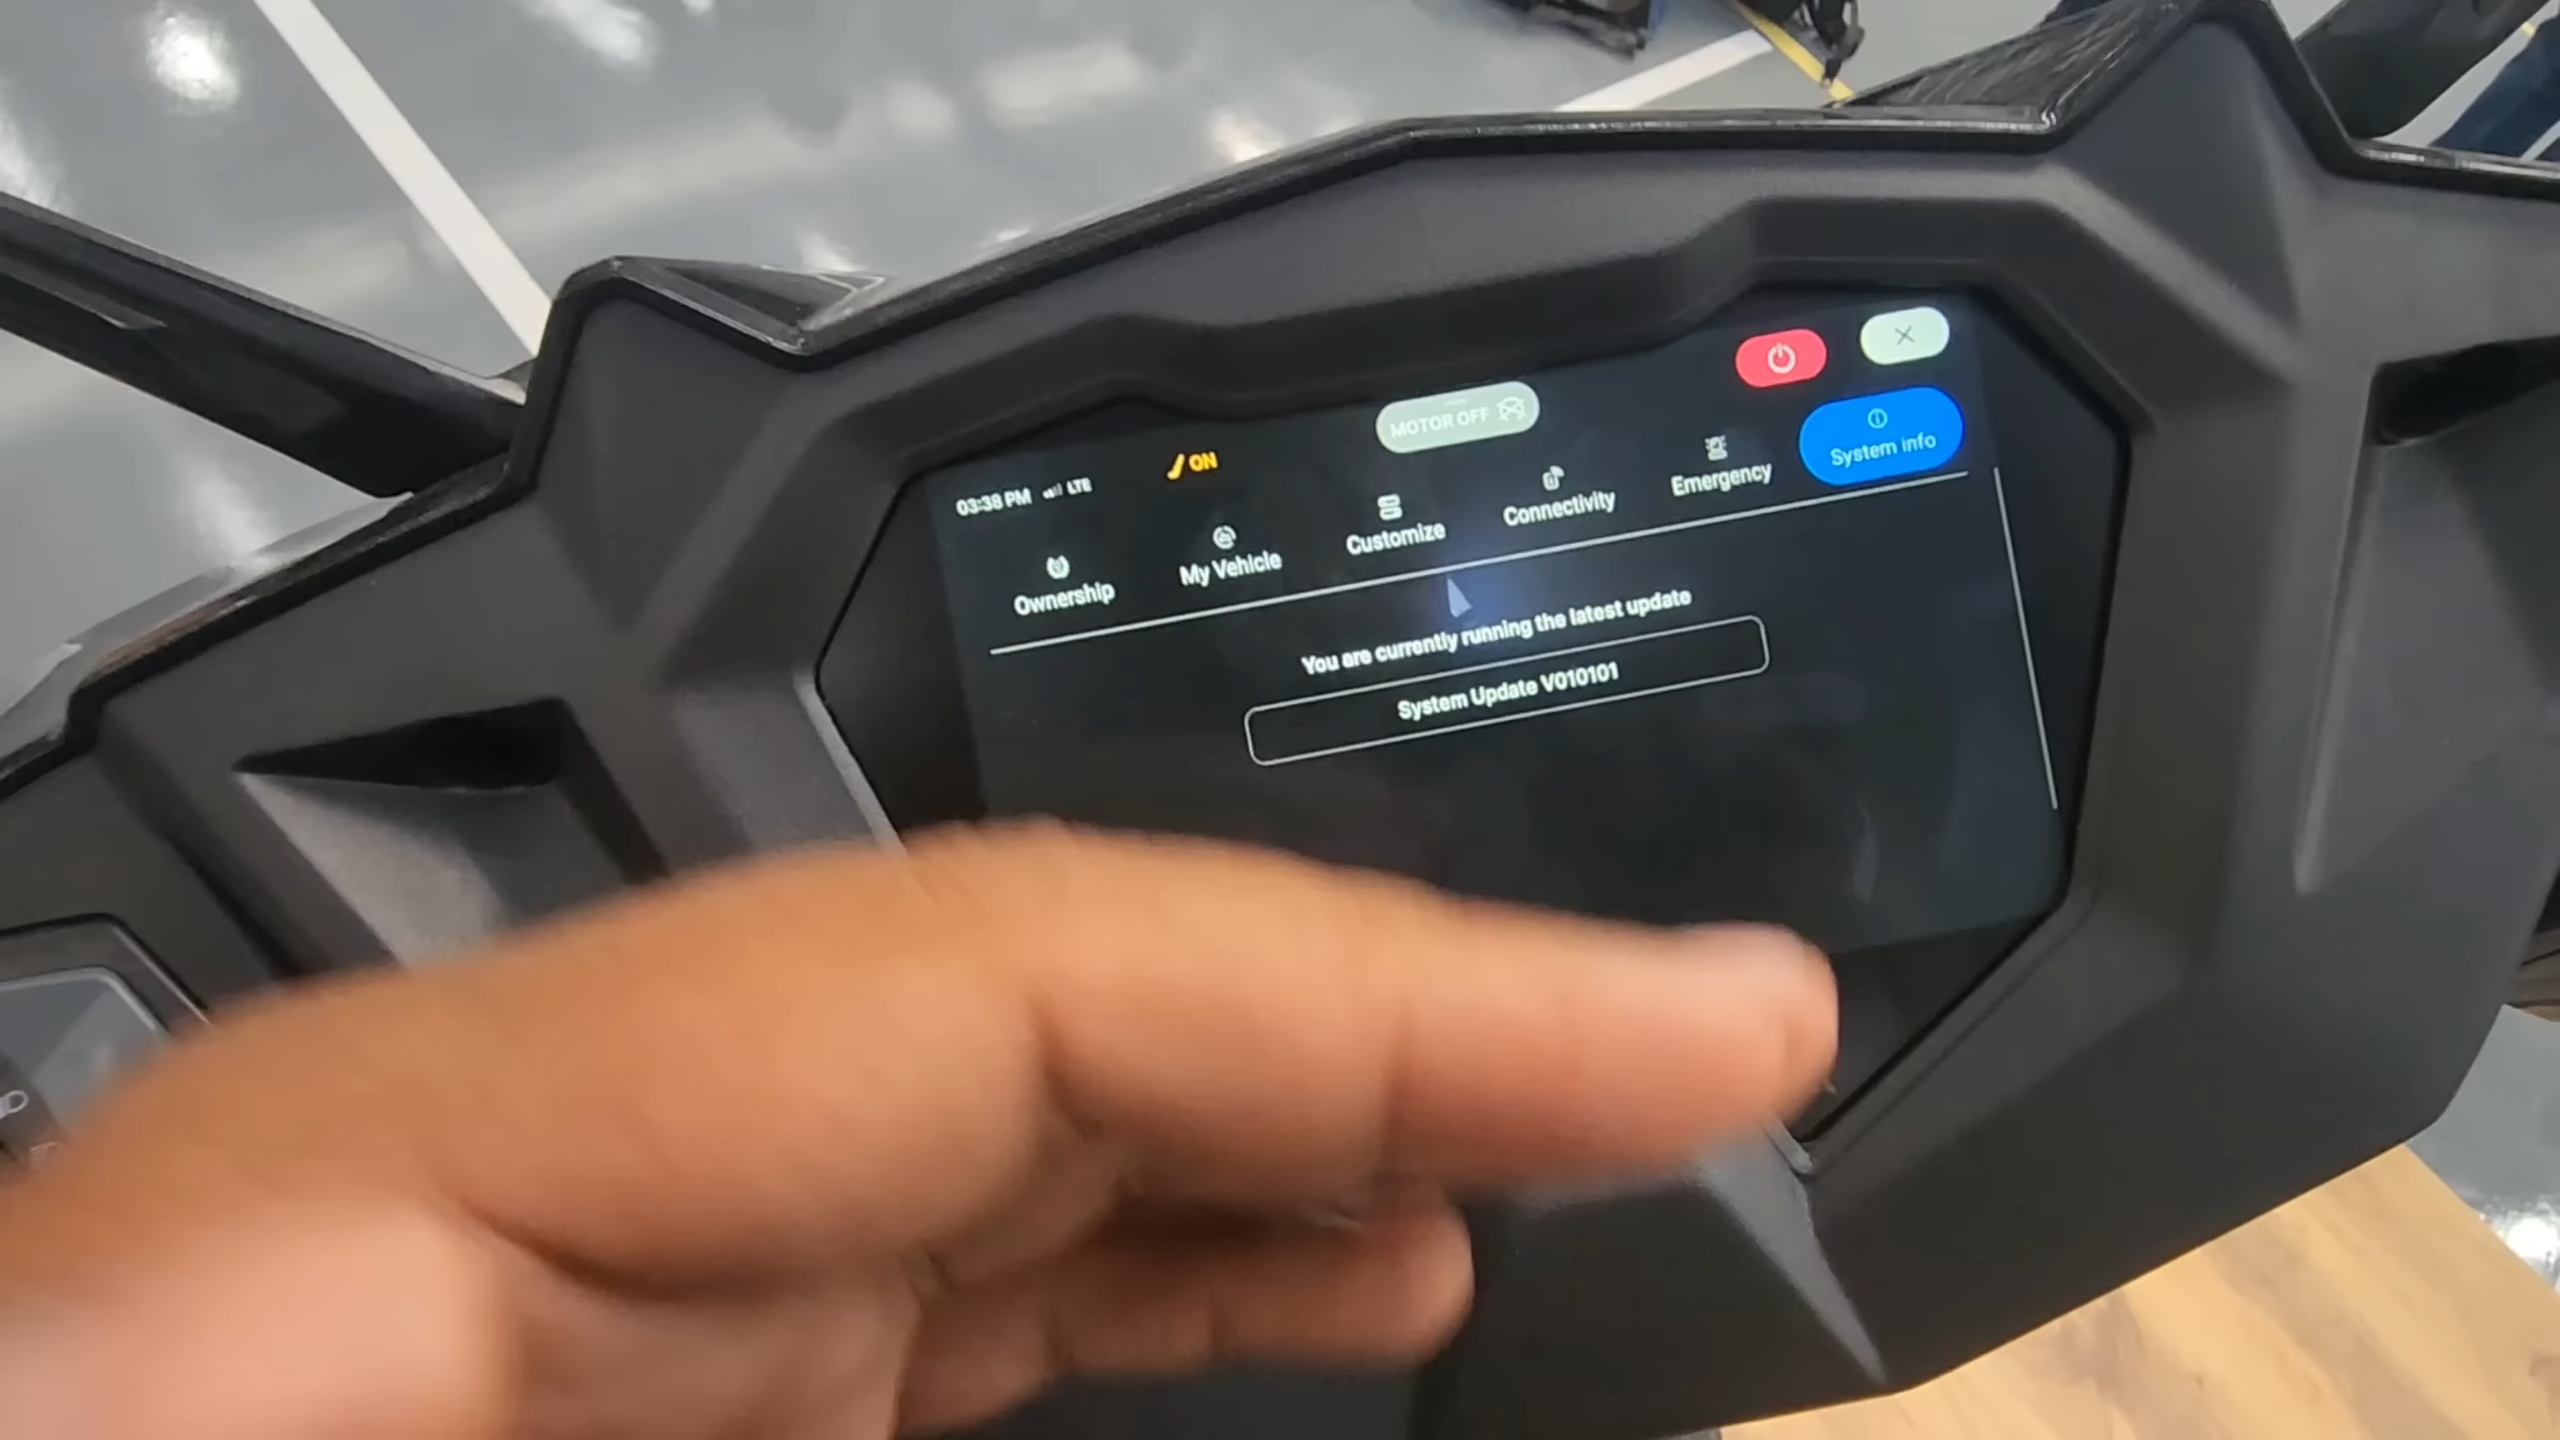 03:38 PM LTE
ON
MOTOR OFF
Ownership
My Vehicle
Customize
Connectivity
Emergency
System info
You are currently running the latest update
System Update V010101